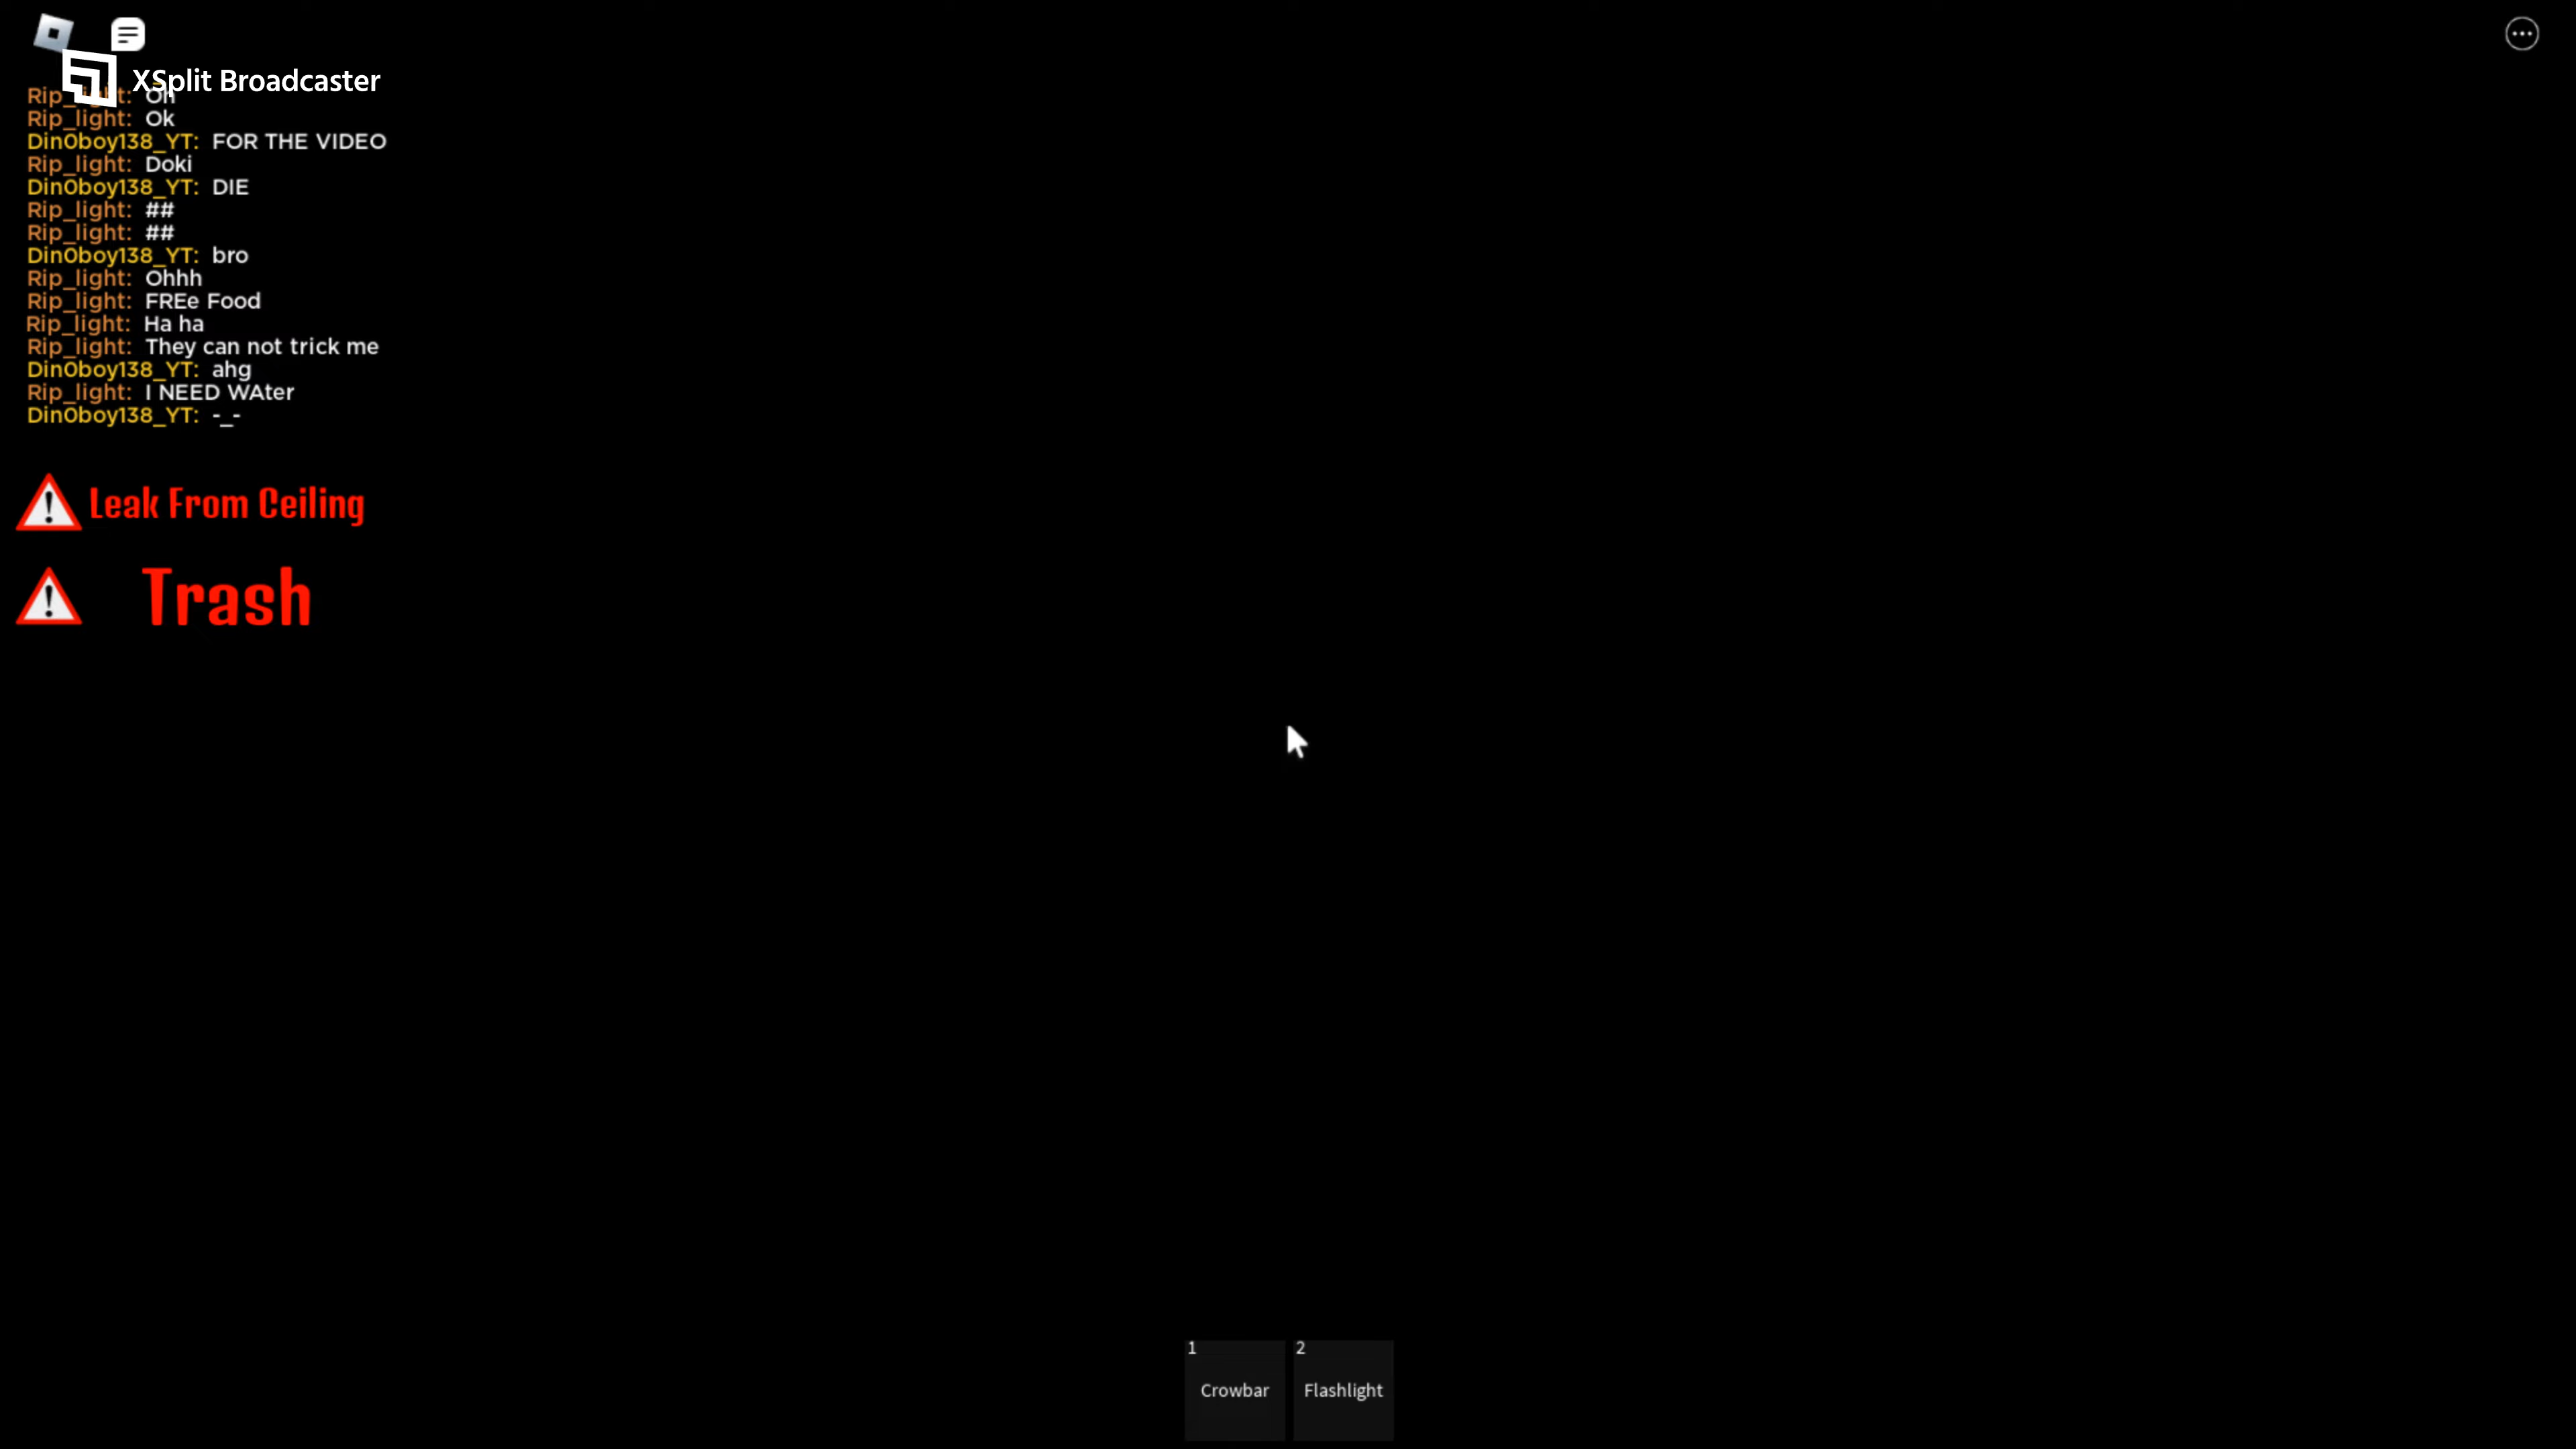 XSplit Broadcaster
Rip_light: Oh
Rip_light: Ok
Din0boy138_YT: FOR THE VIDEO
Rip_light: Doki
Din0boy138_YT: DIE
Rip_light: ##
Rip_light: ##
Din0boy138_YT: bro
Rip_light: Ohhh
Rip_light: FREe Food
Rip_light: Ha ha
Rip_light: They can not trick me
Din0boy138_YT: ahg
Rip_light: I NEED WAter
Din0boy138_YT: -_-
Leak From Ceiling
Trash
1 2
Crowbar Flashlight